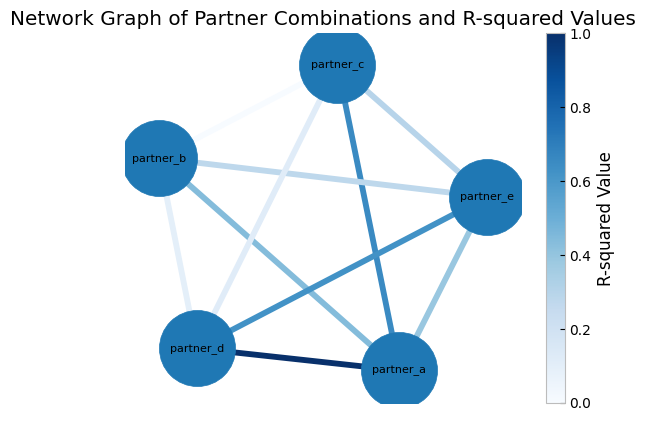 Network Graph of Partner Combinations and R-squared Values
partner_c
partner_b
partner_e
partner_d
partner_a
1.0
0.8
0.6
0.4
0.2
0.0
R-squared Value